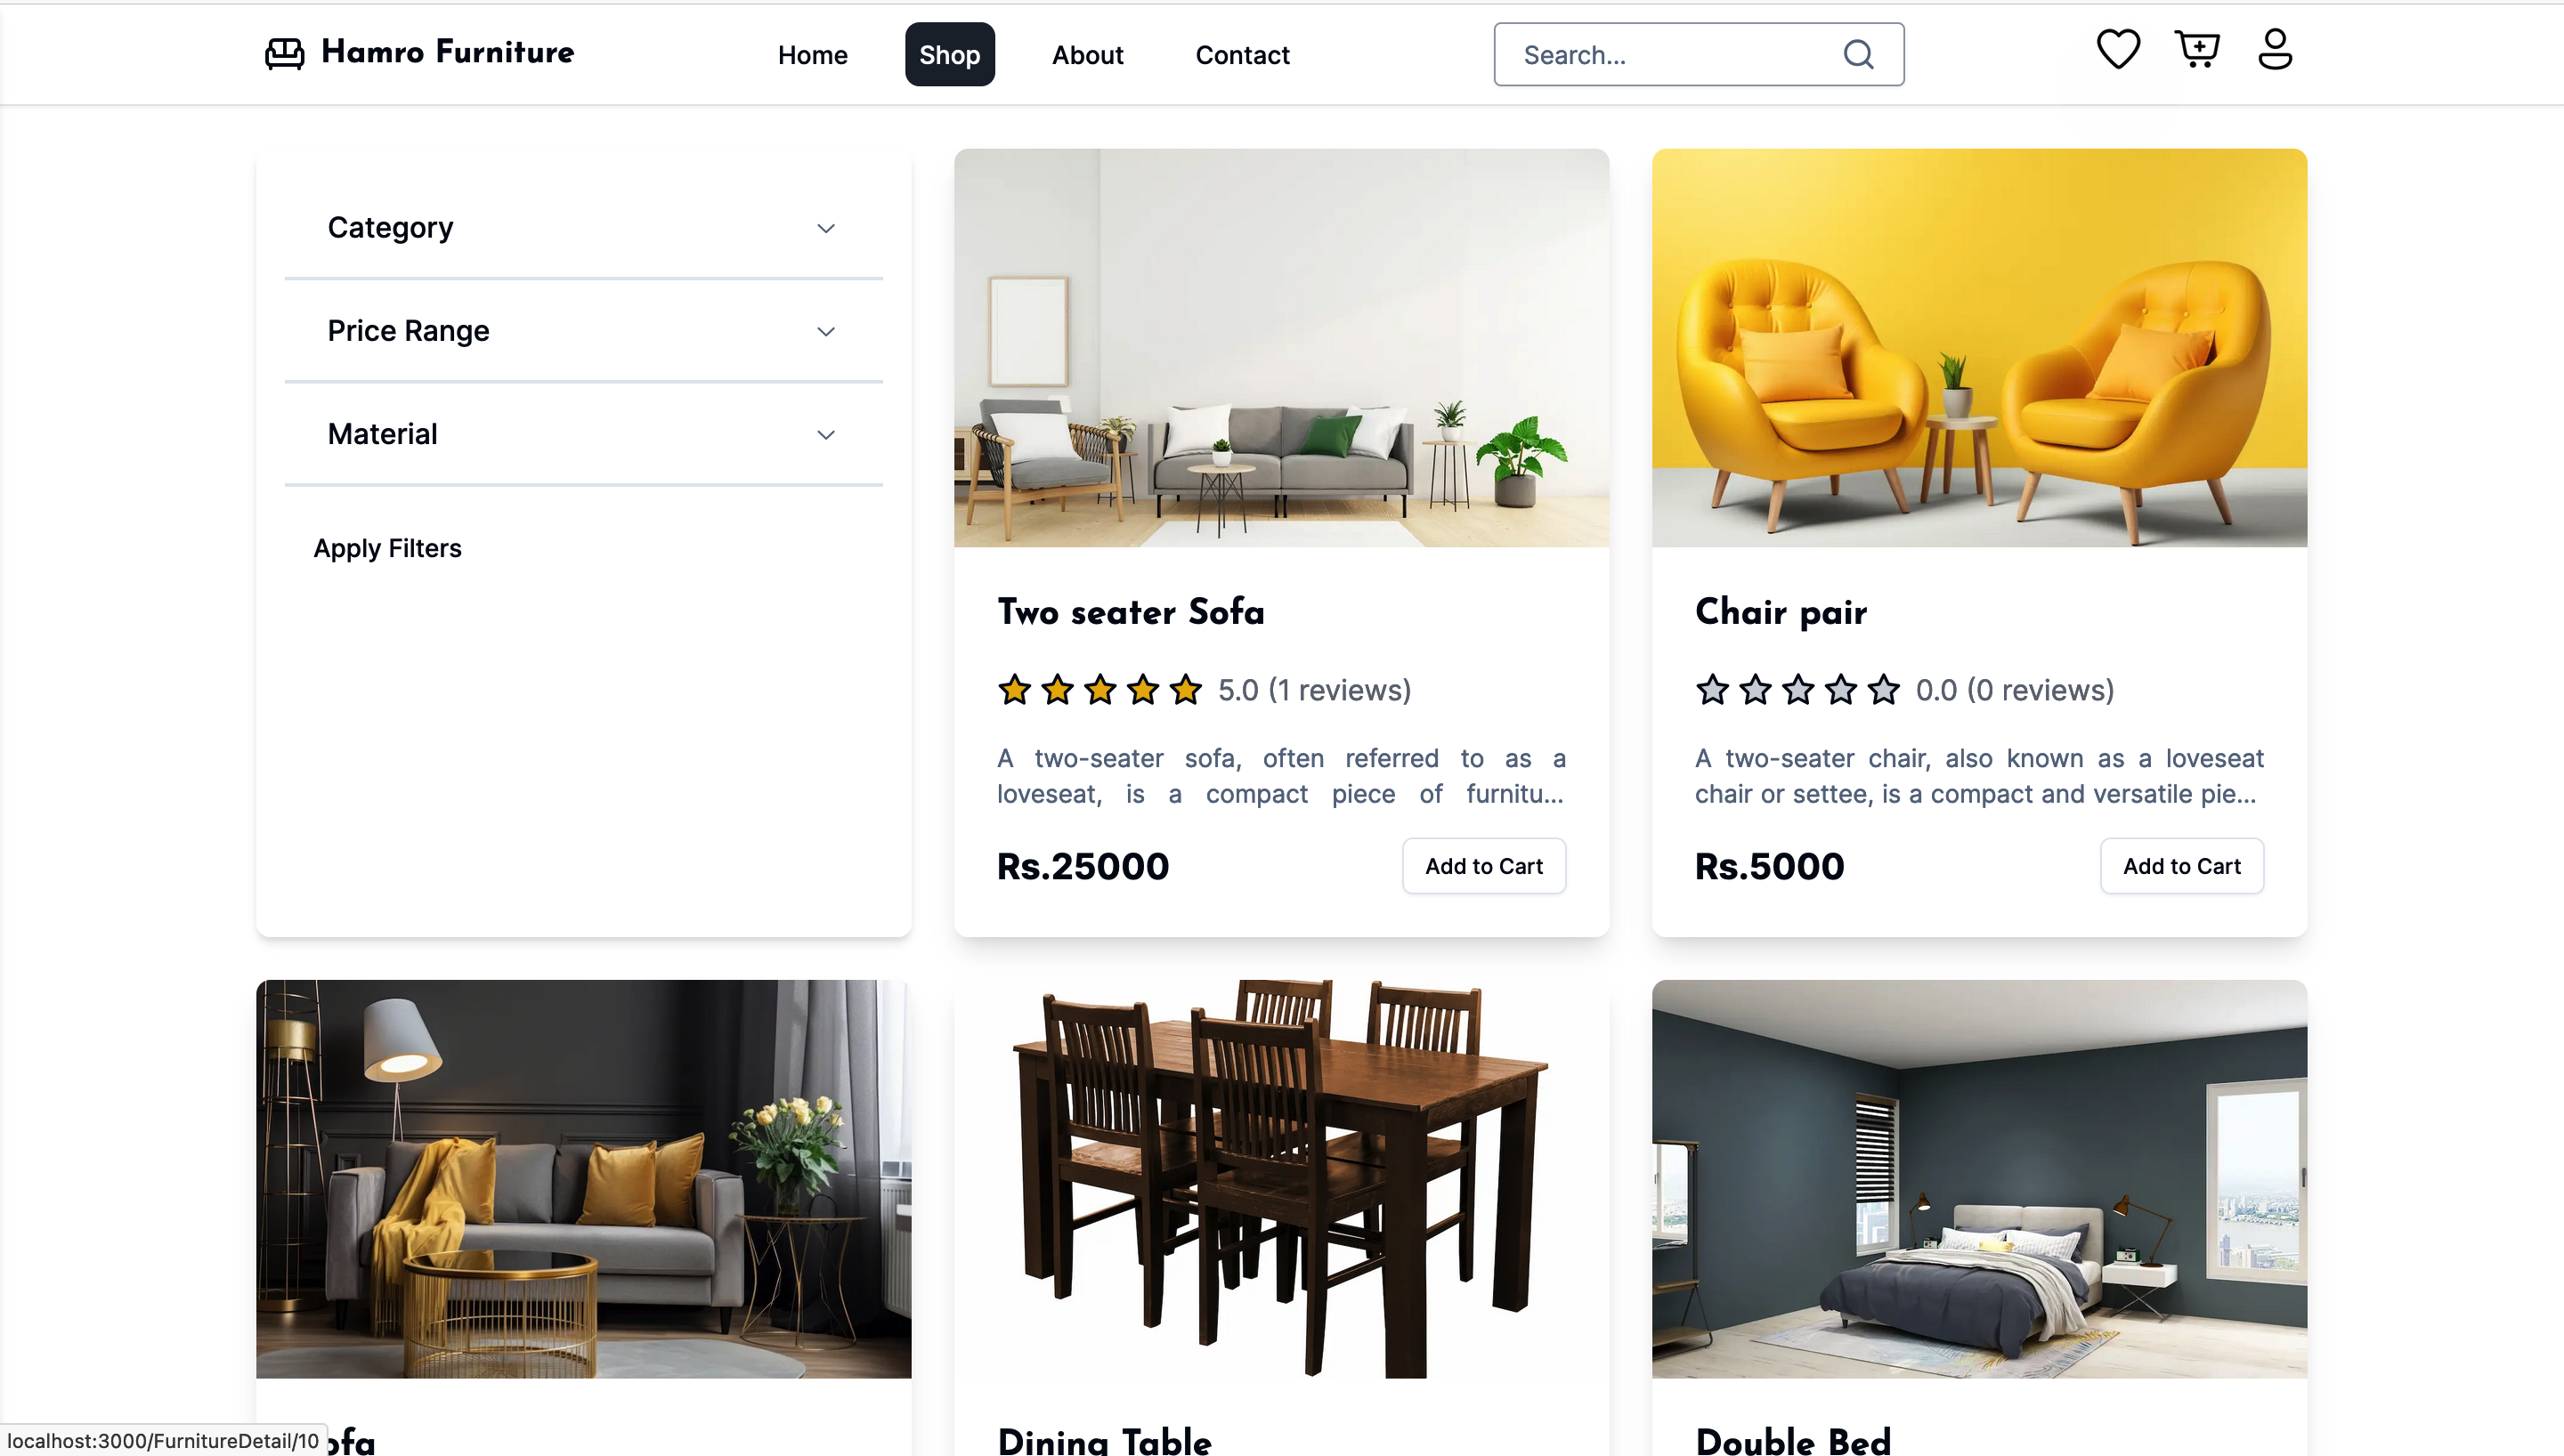 Hamro Furniture
Home
Shop
About
Contact
Search...
Category
Price Range
Material
Apply Filters
Two seater Sofa
5.0 (1 reviews)
A two-seater sofa, often referred to as a
loveseat, is a compact piece of furnitu...
Rs.25000
Add to Cart
Chair pair
0.0 (0 reviews)
A two-seater chair, also known as a loveseat
chair or settee, is a compact and versatile pie...
Rs.5000
Add to Cart
ofa
Dining Table
Double Bed
localhost:3000/FurnitureDetail/10